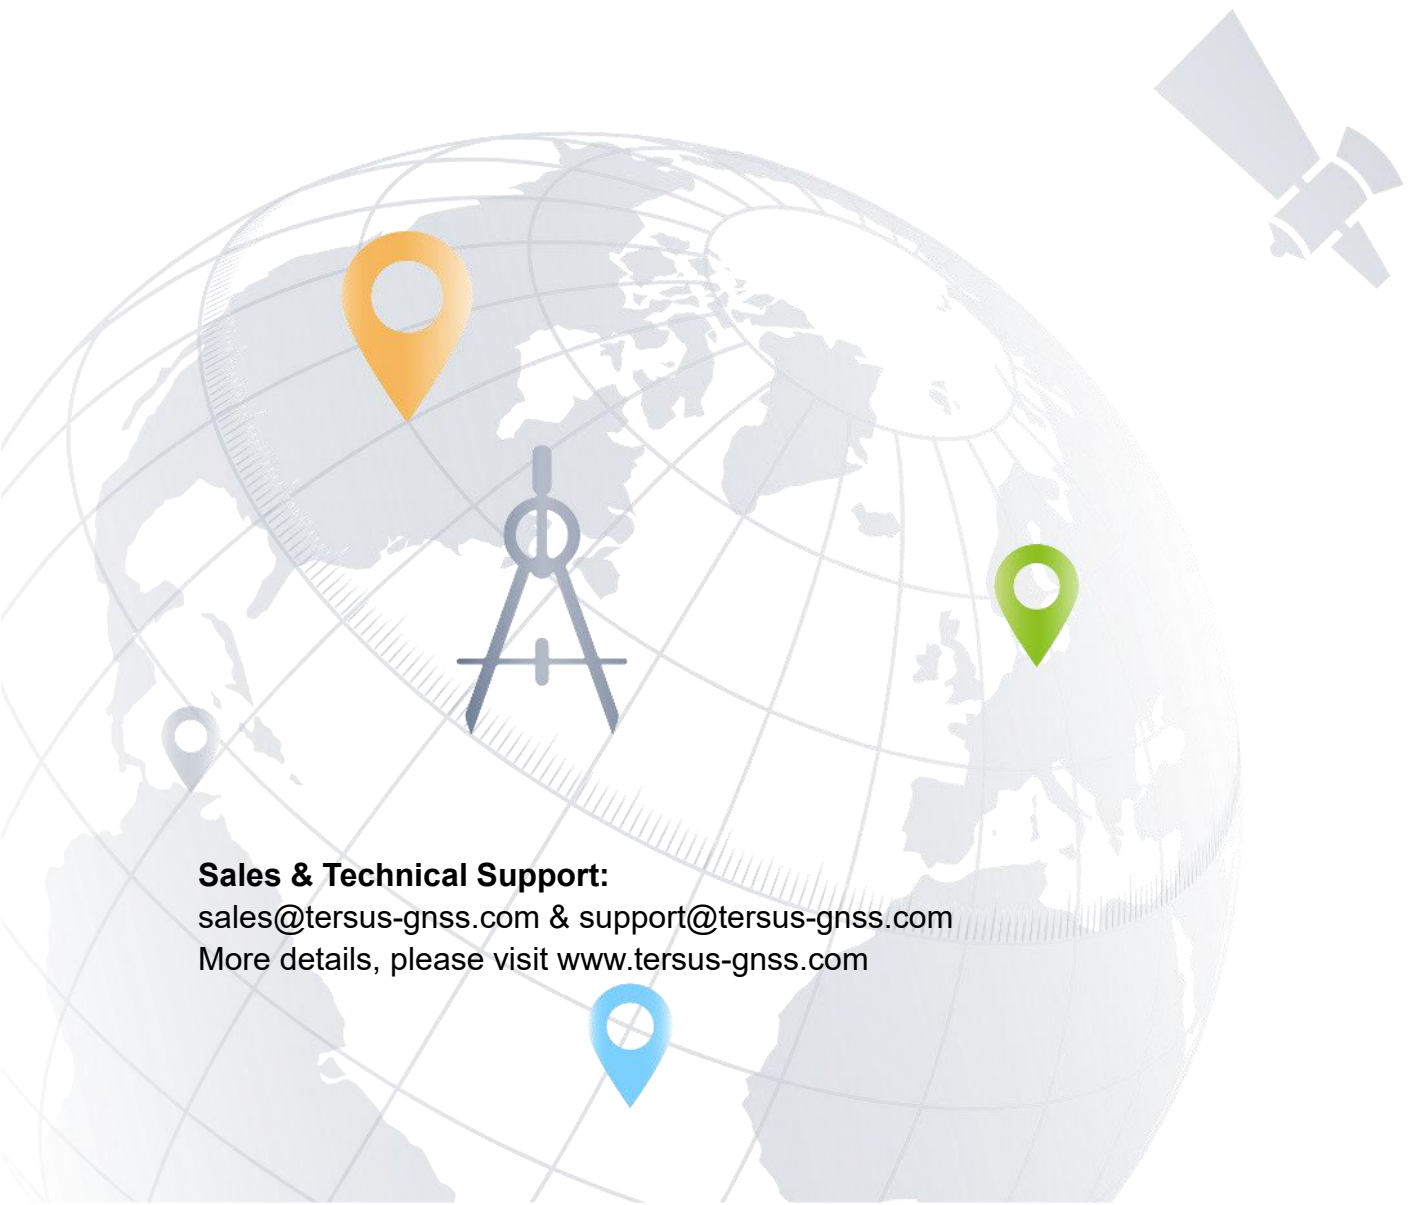 Sales & Technical Support:
sales@tersus-gnss.com & support@tersus-gnss.com
More details, please visit www.tersus-gnss.com